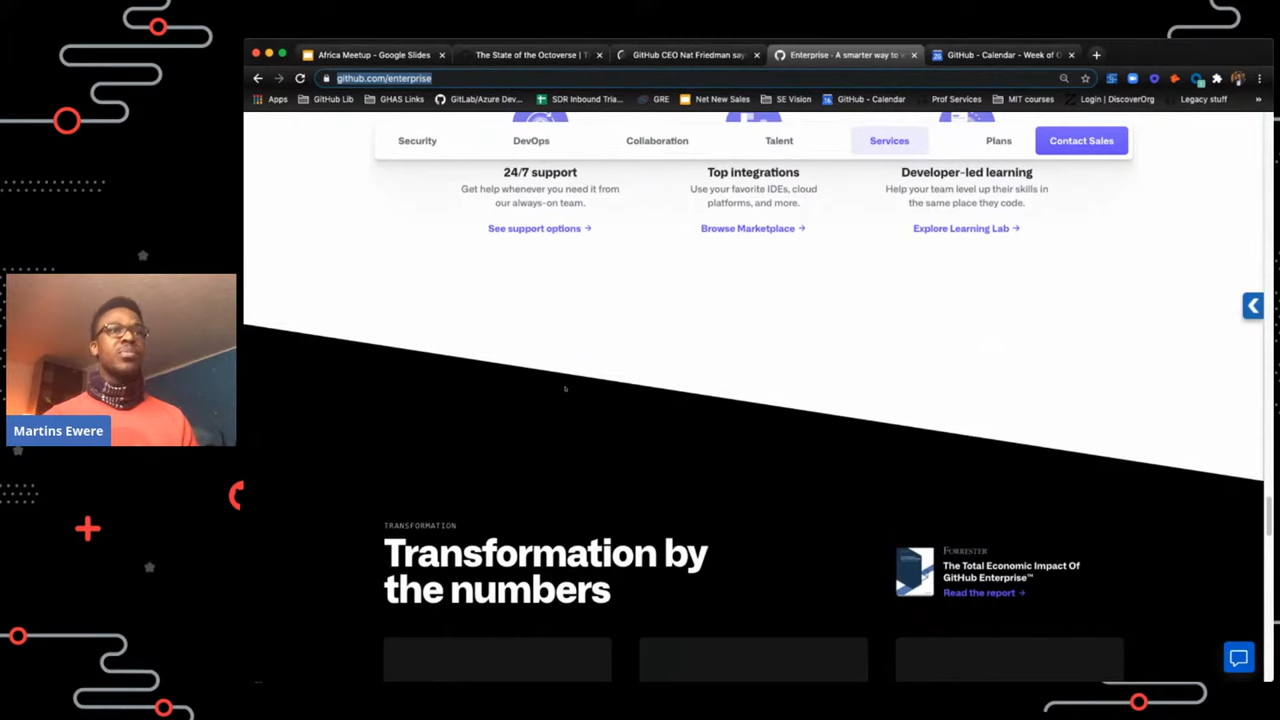 Africa Meetup - Google Slides
The State of the Octoverse | T
GitHub CEO Nat Friedman say
Enterprise - A smarter way to
GitHub - Calendar - Week of O
github.com/enterprise
Apps
GitHub Lib
GHAS Links
GitLab/Azure Dev...
SDR Inbound Tria...
GRE
Net New Sales
SE Vision
GitHub - Calendar
Prof Services
MIT courses
Login | DiscoverOrg
Legacy stuff
»
Security
DevOps
Collaboration
Talent
Services
Plans
Contact Sales
24/7 support
Get help whenever you need it from
our always-on team.
See support options →
Top integrations
Use your favorite IDEs, cloud
platforms, and more.
Browse Marketplace →
Developer-led learning
Help your team level up their skills in
the same place they code.
Explore Learning Lab →
Martins Ewere
TRANSFORMATION
Transformation by
the numbers
FORRESTER
The Total Economic Impact Of
GitHub Enterprise™
Read the report →